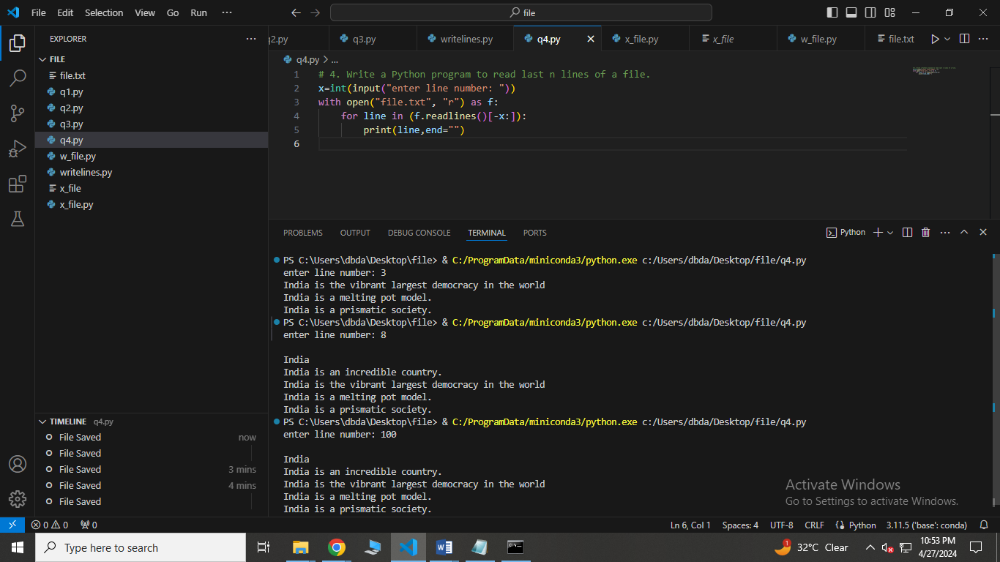 File Edit Selection View Go Run ··· file
EXPLORER ···
FILE
file.txt
q1.py
q2.py
q3.py
q4.py
w_file.py
writelines.py
x_file
x_file.py
TIMELINE q4.py
File Saved now
File Saved
File Saved 3 mins
File Saved 4 mins
File Saved
q2.py q3.py writelines.py q4.py x_file.py x_file w_file.py file.txt
q4.py > ...
1 # 4. Write a Python program to read last n lines of a file.
2 x=int(input("enter line number: "))
3 with open("file.txt", "r") as f:
4     for line in (f.readlines()[-x:]):
5         print(line,end="")
6
PROBLEMS OUTPUT DEBUG CONSOLE TERMINAL PORTS Python
PS C:\Users\dbda\Desktop\file> & C:/ProgramData/miniconda3/python.exe c:/Users/dbda/Desktop/file/q4.py
enter line number: 3
India is the vibrant largest democracy in the world
India is a melting pot model.
India is a prismatic society.
PS C:\Users\dbda\Desktop\file> & C:/ProgramData/miniconda3/python.exe c:/Users/dbda/Desktop/file/q4.py
enter line number: 8
India
India is an incredible country.
India is the vibrant largest democracy in the world
India is a melting pot model.
India is a prismatic society.
PS C:\Users\dbda\Desktop\file> & C:/ProgramData/miniconda3/python.exe c:/Users/dbda/Desktop/file/q4.py
enter line number: 100
India
India is an incredible country.
India is the vibrant largest democracy in the world
India is a melting pot model.
India is a prismatic society.
Activate Windows
Go to Settings to activate Windows.
0 0 0 Ln 6, Col 1 Spaces: 4 UTF-8 CRLF Python 3.11.5 ('base': conda)
Type here to search 1 32°C Clear 10:53 PM
4/27/2024